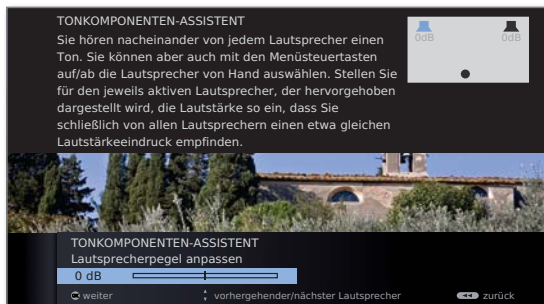 TONKOMPONENTEN-ASSISTENT
Sie hören nacheinander von jedem Lautsprecher einen
Ton. Sie können aber auch mit den Menüsteuertasten
auf/ab die Lautsprecher von Hand auswählen. Stellen Sie
für den jeweils aktiven Lautsprecher, der hervorgehoben
dargestellt wird, die Lautstärke so ein, dass Sie
schließlich von allen Lautsprechern einen etwa gleichen
Lautstärkeeindruck empfinden.
0dB 0dB
TONKOMPONENTEN-ASSISTENT
Lautsprecherpegel anpassen
0 dB
OK weiter vorhergehender/nächster Lautsprecher zurück